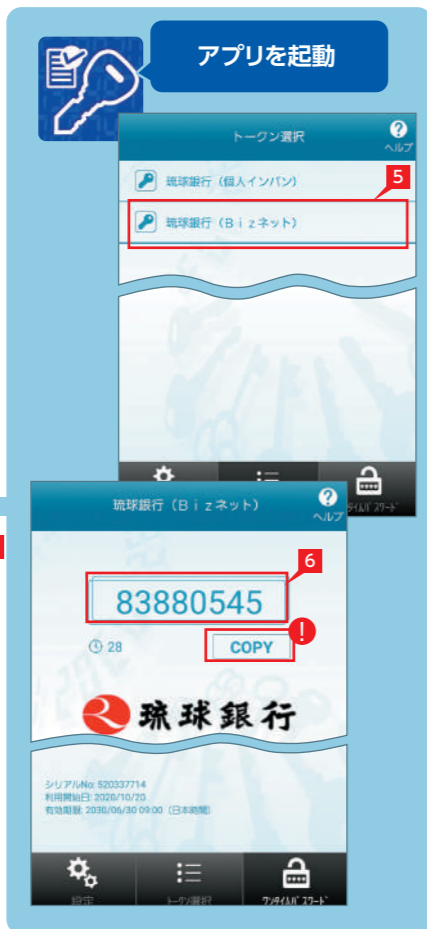 アプリを起動
トークン選択
?
ヘルプ
5
琉球銀行（個人インバン）
琉球銀行（Ｂｉｚネット）
琉球銀行（Ｂｉｚネット）
?
ヘルプ
6
83880545
28
COPY
!
琉球銀行
シリアルNo: 520337714
利用開始日: 2020/10/20
有効期限: 2030/06/30 09:00（日本時間）
設定
トークン選択
ﾜﾝﾀｲﾑﾊﾟｽﾜｰﾄﾞ